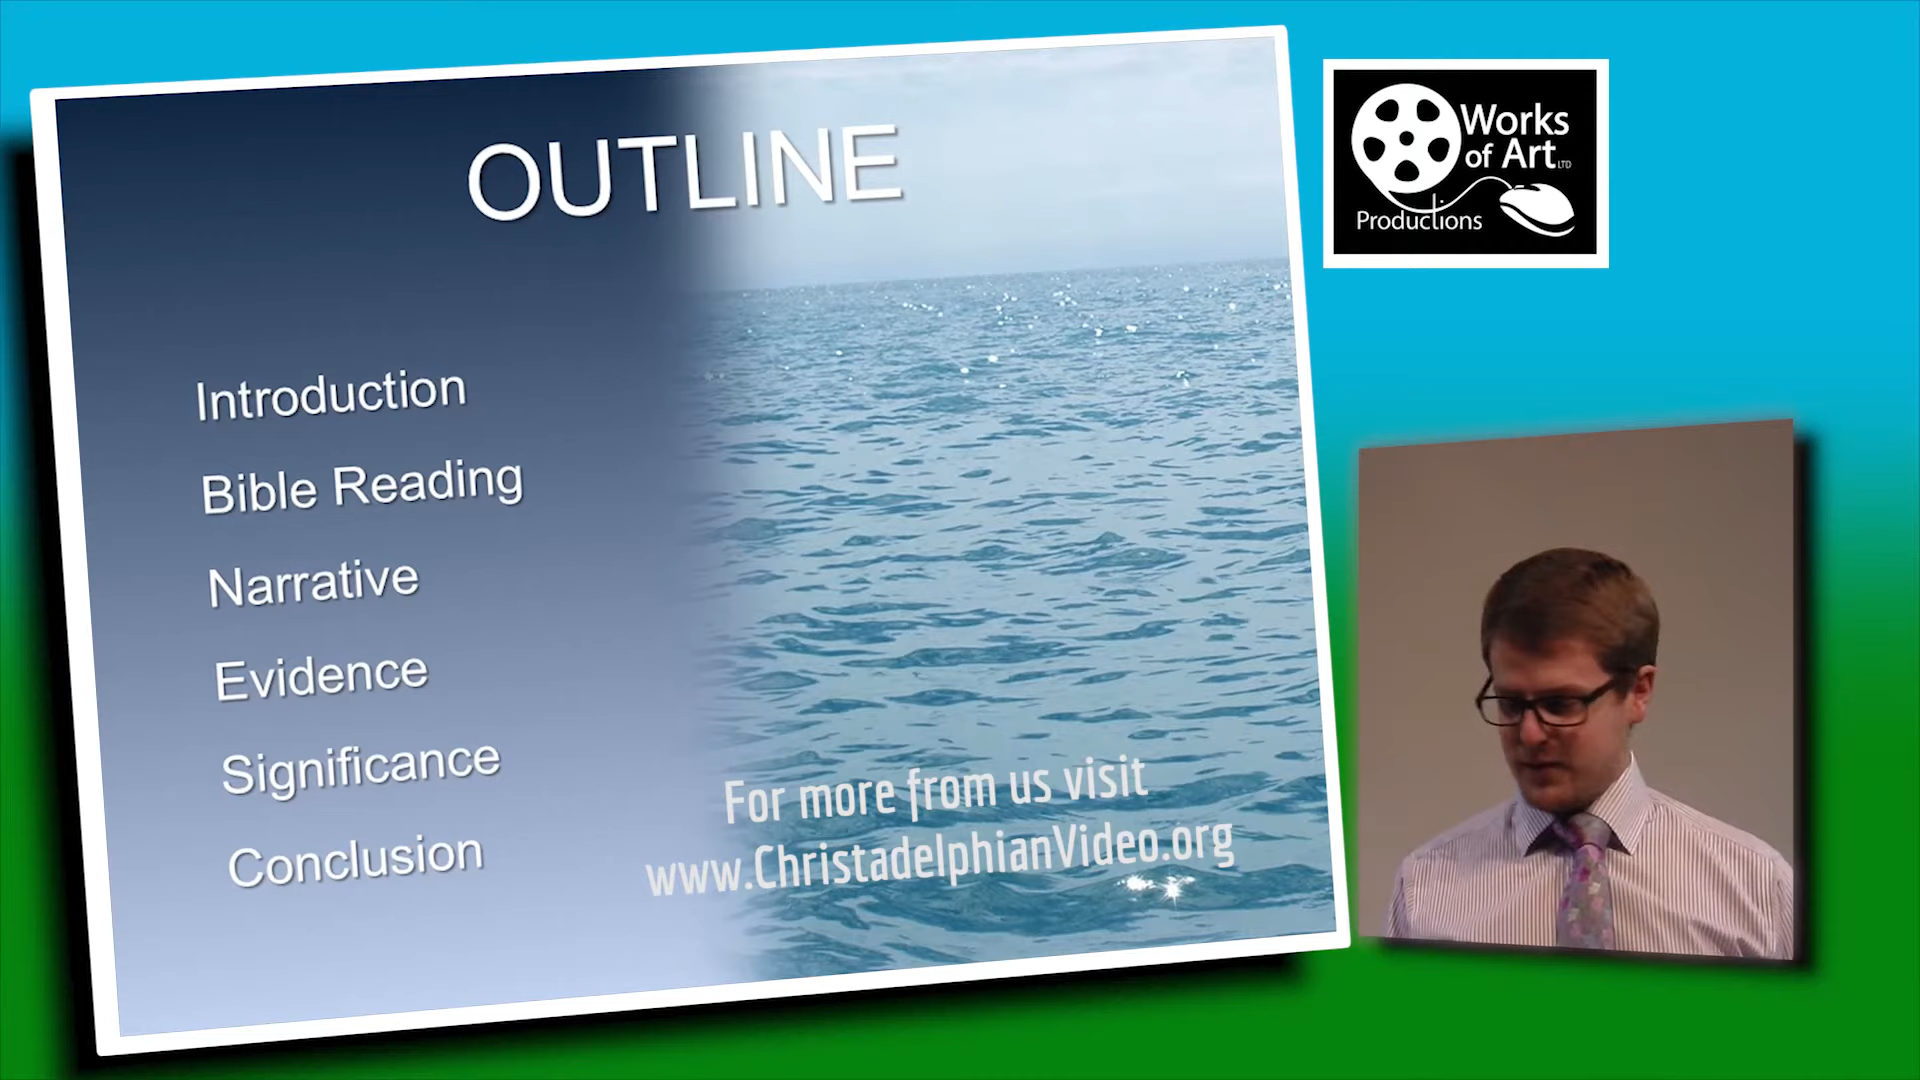 OUTLINE
Introduction
Bible Reading
Narrative
Evidence
Significance
Conclusion
For more from us visit
www.ChristadelphianVideo.org
Works
of Art LTD
Productions